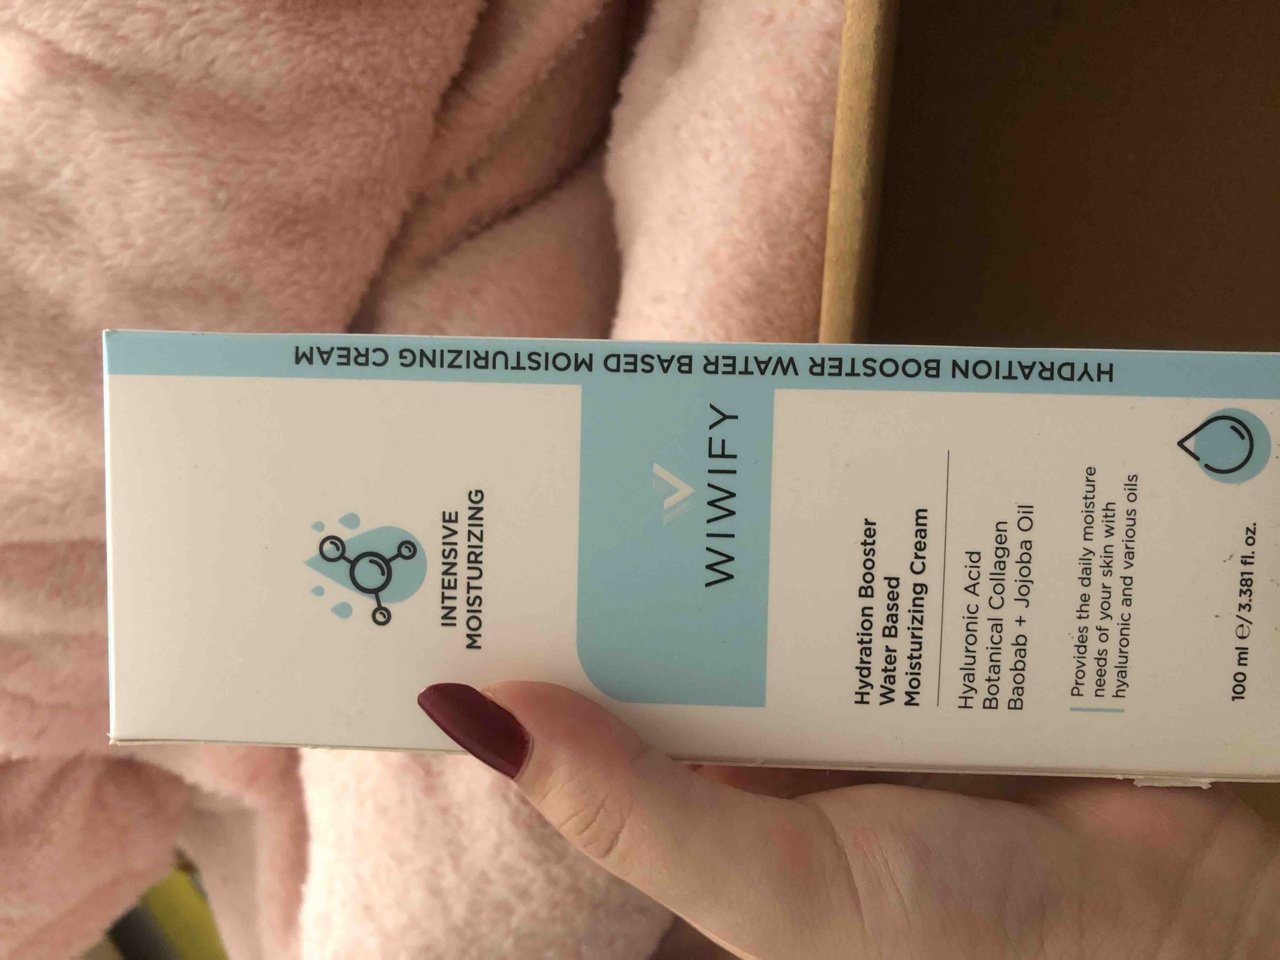 INTENSIVE
MOISTURIZING
WIWIFY
Hydration Booster
Water Based
Moisturizing Cream
Hyaluronic Acid
Botanical Collagen
Baobab + Jojoba Oil
Provides the daily moisture
needs of your skin with
hyaluronic and various oils
100 ml ℮/3.381 fl. oz.
HYDRATION BOOSTER WATER BASED MOISTURIZING CREAM